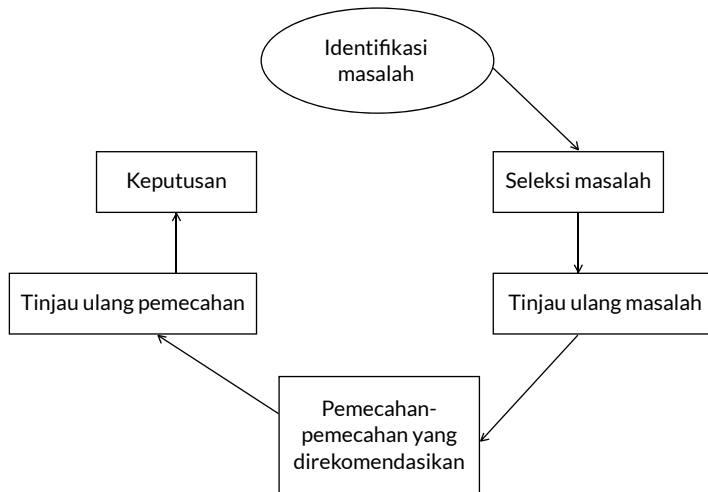 Identifikasi
masalah
Seleksi masalah
Tinjau ulang masalah
Pemecahan-
pemecahan yang
direkomendasikan
Tinjau ulang pemecahan
Keputusan